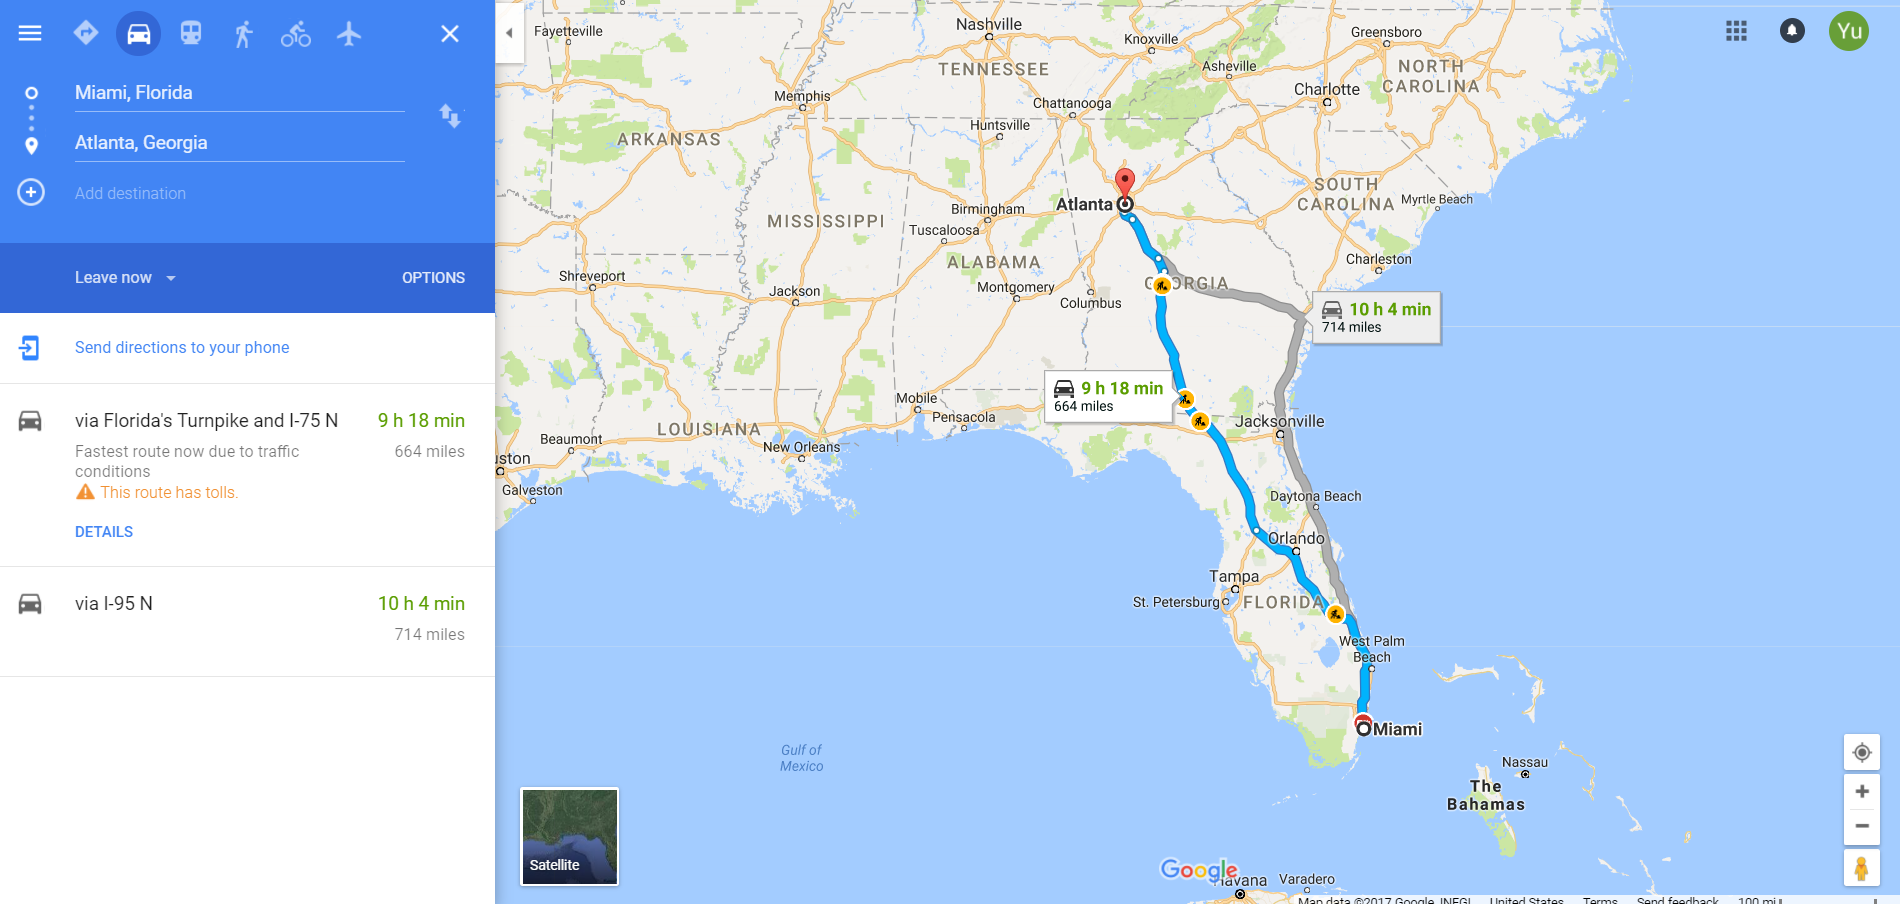 Miami, Florida
Atlanta, Georgia
Add destination
Leave now
OPTIONS
Send directions to your phone
via Florida's Turnpike and I-75 N
9 h 18 min
Fastest route now due to traffic
664 miles
conditions
This route has tolls.
DETAILS
via I-95 N
10 h 4 min
714 miles
Yu
Fayetteville
Nashville
Knoxville
Greensboro
TENNESSEE
Asheville
NORTH
CAROLINA
Memphis
Chattanooga
Charlotte
Huntsville
ARKANSAS
Atlanta
SOUTH
CAROLINA
Myrtle Beach
Birmingham
MISSISSIPPI
Tuscaloosa
ALABAMA
Charleston
Shreveport
Jackson
Montgomery
Columbus
GEORGIA
10 h 4 min
714 miles
9 h 18 min
664 miles
Mobile
Pensacola
Jacksonville
LOUISIANA
Beaumont
New Orleans
uston
Galveston
Daytona Beach
Orlando
Tampa
St. Petersburg
FLORIDA
West Palm
Beach
Miami
Gulf of
Mexico
Nassau
The
Bahamas
Satellite
Google
Havana
Varadero
Map data ©2017 Google, INEGI
United States
Terms
Send feedback
100 mi